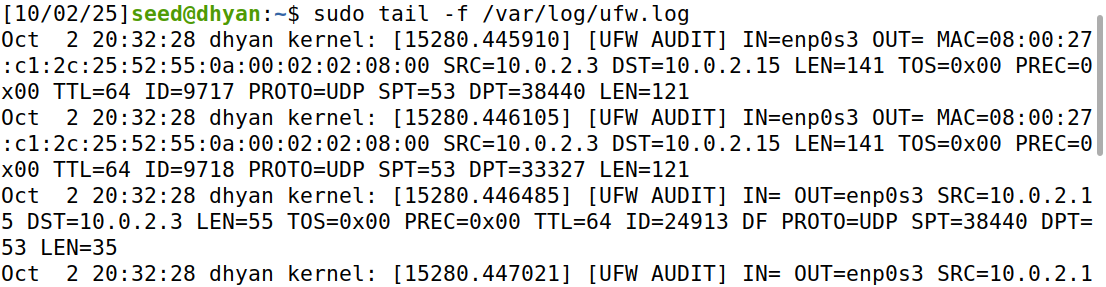 [10/02/25]seed@dhyan:~$ sudo tail -f /var/log/ufw.log
Oct  2 20:32:28 dhyan kernel: [15280.445910] [UFW AUDIT] IN=enp0s3 OUT= MAC=08:00:27
:c1:2c:25:52:55:0a:00:02:02:08:00 SRC=10.0.2.3 DST=10.0.2.15 LEN=141 TOS=0x00 PREC=0
x00 TTL=64 ID=9717 PROTO=UDP SPT=53 DPT=38440 LEN=121
Oct  2 20:32:28 dhyan kernel: [15280.446105] [UFW AUDIT] IN=enp0s3 OUT= MAC=08:00:27
:c1:2c:25:52:55:0a:00:02:02:08:00 SRC=10.0.2.3 DST=10.0.2.15 LEN=141 TOS=0x00 PREC=0
x00 TTL=64 ID=9718 PROTO=UDP SPT=53 DPT=33327 LEN=121
Oct  2 20:32:28 dhyan kernel: [15280.446485] [UFW AUDIT] IN= OUT=enp0s3 SRC=10.0.2.1
5 DST=10.0.2.3 LEN=55 TOS=0x00 PREC=0x00 TTL=64 ID=24913 DF PROTO=UDP SPT=38440 DPT=
53 LEN=35
Oct  2 20:32:28 dhyan kernel: [15280.447021] [UFW AUDIT] IN= OUT=enp0s3 SRC=10.0.2.1